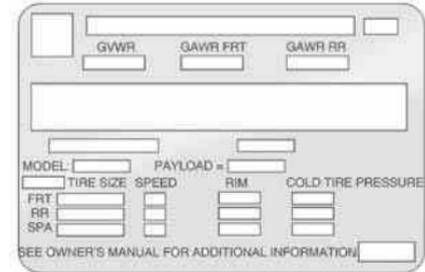 GVWR GAWR FRT GAWR RR
MODEL: PAYLOAD =
TIRE SIZE SPEED RIM COLD TIRE PRESSURE
FRT
RR
SPA
SEE OWNER'S MANUAL FOR ADDITIONAL INFORMATION